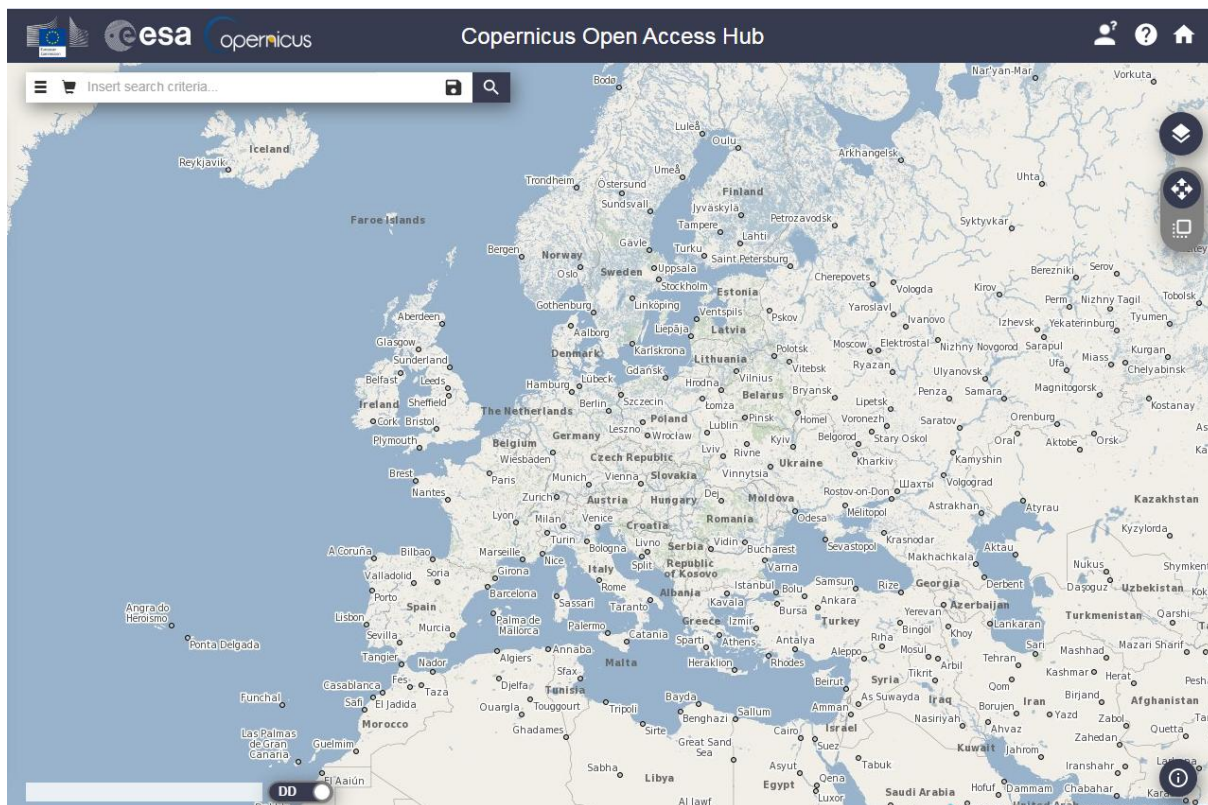 esa
opernicus
Copernicus Open Access Hub
Insert search criteria...
Bodø
Nar'yan-Mar
Vorkuta
Luleå
Oulu
Iceland
Reykjavik
Arkhangelsk
Umeå
Trondheim
Östersund
Finland
Uhta
Sundsvall
Jyväskylä
Faroe Islands
Tampere
Petrozavodsk
Syktyvkar
Lahti
Gävle
Turku
Bergen
Norway
Saint Petersburg
Oslo
Sweden
Uppsala
Cherepovets
Berezniki
Serov
Stockholm
Vologda
Kirov
Estonia
Gothenburg
Linköping
Ventspils
Pskov
Yaroslavl
Perm
Nizhny Tagil
Tobolsk
Aberdeen
Ivanovo
Izhevsk
Yekaterinburg
Tyumen
Aalborg
Liepāja
Latvia
Glasgow
Denmark
Karlskrona
Polotsk
Moscow
Elektrostal
Nizhny Novgorod
Sarapul
Kurgan
Sunderland
Lithuania
Vitebsk
Ryazan
Ufa
Miass
Chelyabinsk
Belfast
Leeds
Hamburg
Lübeck
Gdansk
Hrodna
Vilnius
Ulyanovsk
Ireland
Sheffield
Berlin
Szczecin
Łomża
Belarus
Bryansk
Lipetsk
Penza
Samara
Magnitogorsk
Kostanay
The Netherlands
Cork
Bristol
Poland
Pinsk
Homel
Voronezh
Saratov
Orenburg
Plymouth
Belgium
Germany
Leszno
Wrocław
Lublin
Kyiv
Belgorod
Stary Oskol
Oral
Aktobe
Orsk
Wiesbaden
Czech Republic
Lviv
Rivne
Ukraine
Kharkiv
Kamyshin
Brest
Paris
Munich
Vienna
Slovakia
Vinnytsia
Nantes
Zurich
Austria
Hungary
Dej
Moldova
Rostov-on-Don
Шахты
Volgograd
Kazakhstan
Lyon
Milan
Venice
Croatia
Romania
Odesa
Melitopol
Astrakhan
Atyrau
Turin
Bologna
Livno
Serbia
Vidin
Bucharest
Sevastopol
Krasnodar
Kyzylorda
A Coruña
Bilbao
Marseille
Nice
Split
Republic
of Kosovo
Varna
Makhachkala
Aktau
Valladolid
Soria
Girona
Italy
Nukus
Shymkent
Porto
Barcelona
Rome
Albania
Istanbul
Bolu
Samsun
Rize
Georgia
Derbent
Daşoguz
Uzbekistan
Angra do
Heroismo
Spain
Sassari
Taranto
Kavala
Bursa
Ankara
Yerevan
Azerbaijan
Lisbon
Palma de
Mallorca
Palermo
Greece
Izmir
Turkey
Bingöl
Khoy
Lankaran
Turkmenistan
Qarshi
Ponta Delgada
Sevilla
Murcia
Catania
Sparti
Athens
Antalya
Riha
Tangier
Nador
Algiers
Annaba
Malta
Heraklion
Rhodes
Aleppo
Mosul
Arbil
Sari
Tehran
Mashhad
Mazari Sharif
Sfax
Beirut
Syria
Tikrit
Kashmar
Herat
Casablanca
Fes
Taza
Djelfa
Tunisia
Qom
Funchal
Safi
El Jadida
Ouargla
Touggourt
Tripoli
Bayda
Sallum
Amman
As Suwayda
Iraq
Borujen
Iran
Birjand
Afghanistan
Morocco
Benghazi
Sirte
Israel
Nasiriyah
Yazd
Zabol
Las Palmas
de Gran
Canaria
Guelmim
Ghadames
Great Sand
Sea
Cairo
Suez
Ahvaz
Zahedan
Quetta
Kuwait
Jahrom
El Aaiún
Sabha
Libya
Asyut
Tabuk
Iranshahr
DD
Egypt
Qena
Luxor
Saudi Arabia
Hofuf
Dammam
Chabahar
Al Jawf